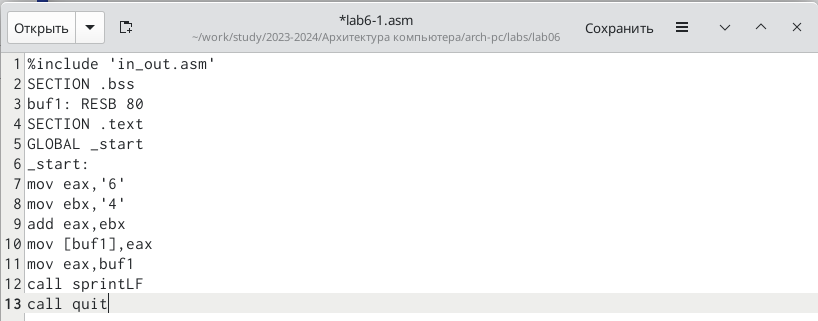 Открыть
*lab6-1.asm
~/work/study/2023-2024/Архитектура компьютера/arch-pc/labs/lab06
Сохранить
1 %include 'in_out.asm'
2 SECTION .bss
3 buf1: RESB 80
4 SECTION .text
5 GLOBAL _start
6 _start:
7 mov eax,'6'
8 mov ebx,'4'
9 add eax,ebx
10 mov [buf1],eax
11 mov eax,buf1
12 call sprintLF
13 call quit